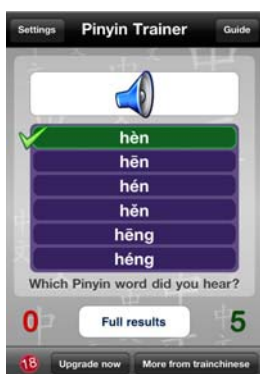 Settings Pinyin Trainer Guide
hèn
hēn
hén
hěn
hēng
héng
Which Pinyin word did you hear?
0 Full results 5
18 Upgrade now More from trainchinese